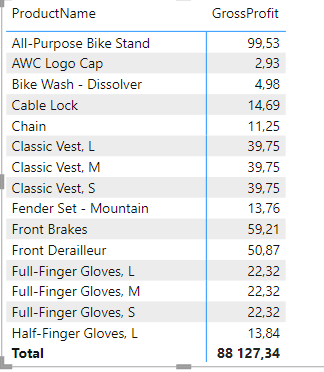 ProductName GrossProfit
All-Purpose Bike Stand 99,53
AWC Logo Cap 2,93
Bike Wash - Dissolver 4,98
Cable Lock 14,69
Chain 11,25
Classic Vest, L 39,75
Classic Vest, M 39,75
Classic Vest, S 39,75
Fender Set - Mountain 13,76
Front Brakes 59,21
Front Derailleur 50,87
Full-Finger Gloves, L 22,32
Full-Finger Gloves, M 22,32
Full-Finger Gloves, S 22,32
Half-Finger Gloves, L 13,84
Total 88 127,34